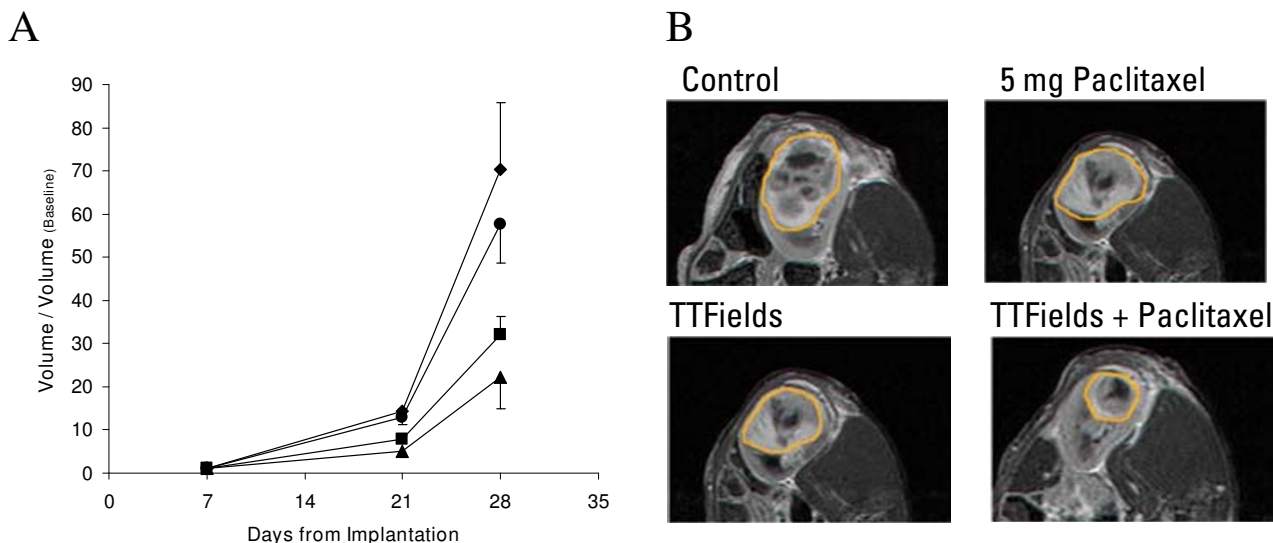 A
90
80
70
60
50
40
30
20
10
0
Volume / Volume (Baseline)
0 7 14 21 28 35
Days from Implantation
B
Control
5 mg Paclitaxel
TTFields
TTFields + Paclitaxel